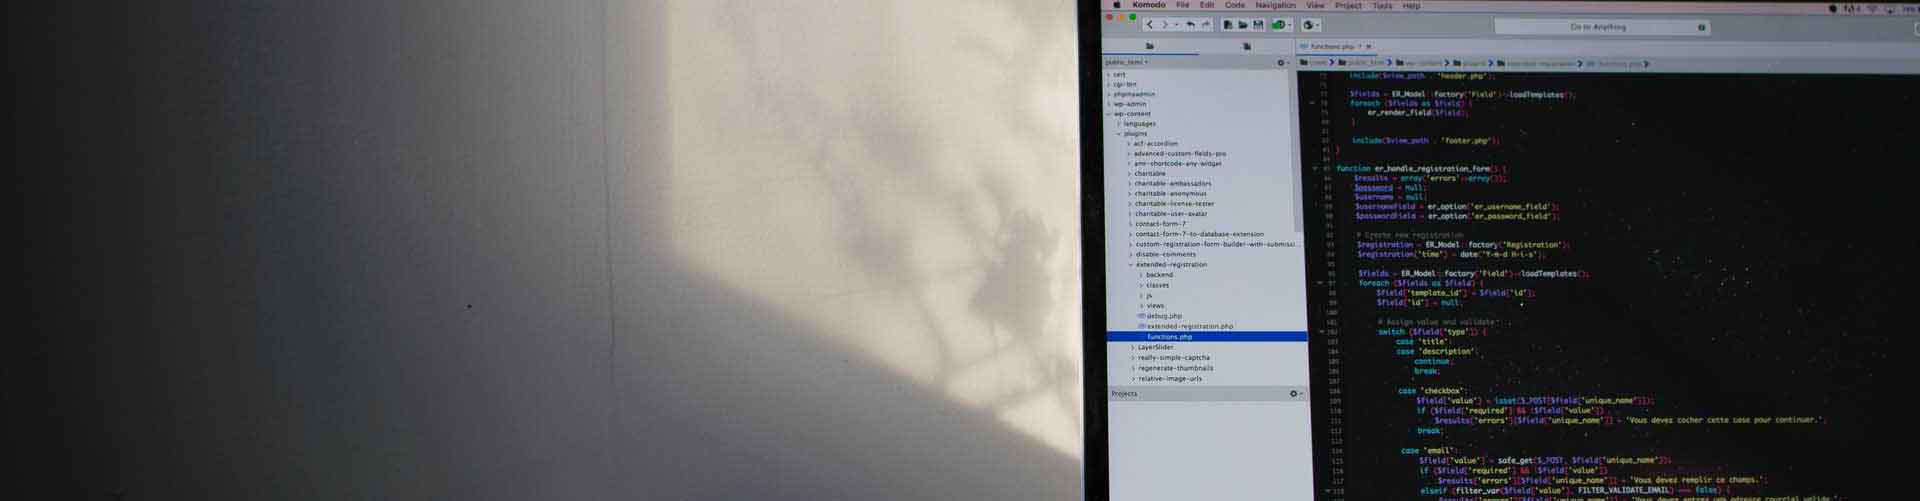 Komodo File Edit Code Navigation View Project Tools Help
Go to Anything
functions.php
public_html
cgi-bin
phpmyadmin
wp-admin
wp-content
languages
plugins
acf-accordion
advanced-custom-fields-pro
amr-shortcode-any-widget
charitable
charitable-ambassadors
charitable-anonymous
charitable-license-tester
charitable-user-avatar
contact-form-7
contact-form-7-to-database-extension
custom-registration-form-builder-with-submissi...
disable-comments
extended-registration
backend
classes
js
views
debug.php
extended-registration.php
functions.php
LayerSlider
really-simple-captcha
regenerate-thumbnails
relative-image-urls
Projects
include($view_path . 'header.php');
$fields = ER_Model::factory('Field')->loadTemplates();
foreach ($fields as $field) {
er_render_field($field);
}
include($view_path . 'footer.php');
}
function er_handle_registration_form() {
$results = array('errors'=>array());
$password = null;
$username = null;
$usernameField = er_option('er_username_field');
$passwordField = er_option('er_password_field');
# Create new registration
$registration = ER_Model::factory('Registration');
$registration['time'] = date('Y-m-d H:i:s');
$fields = ER_Model::factory('Field')->loadTemplates();
foreach ($fields as $field) {
$field['template_id'] = $field['id'];
$field['id'] = null;
# Assign value and validate
switch ($field['type']) {
case 'title':
case 'description':
continue;
break;
case 'checkbox':
$field['value'] = isset($_POST[$field['unique_name']]);
if ($field['required'] && !$field['value'])
$results['errors'][$field['unique_name']] = 'Vous devez cocher cette case pour continuer.';
break;
case 'email':
$field['value'] = safe_get($_POST, $field['unique_name']);
if ($field['required'] && !$field['value'])
$results['errors'][$field['unique_name']] = 'Vous devez remplir ce champs.';
elseif (filter_var($field['value'], FILTER_VALIDATE_EMAIL) === false) {